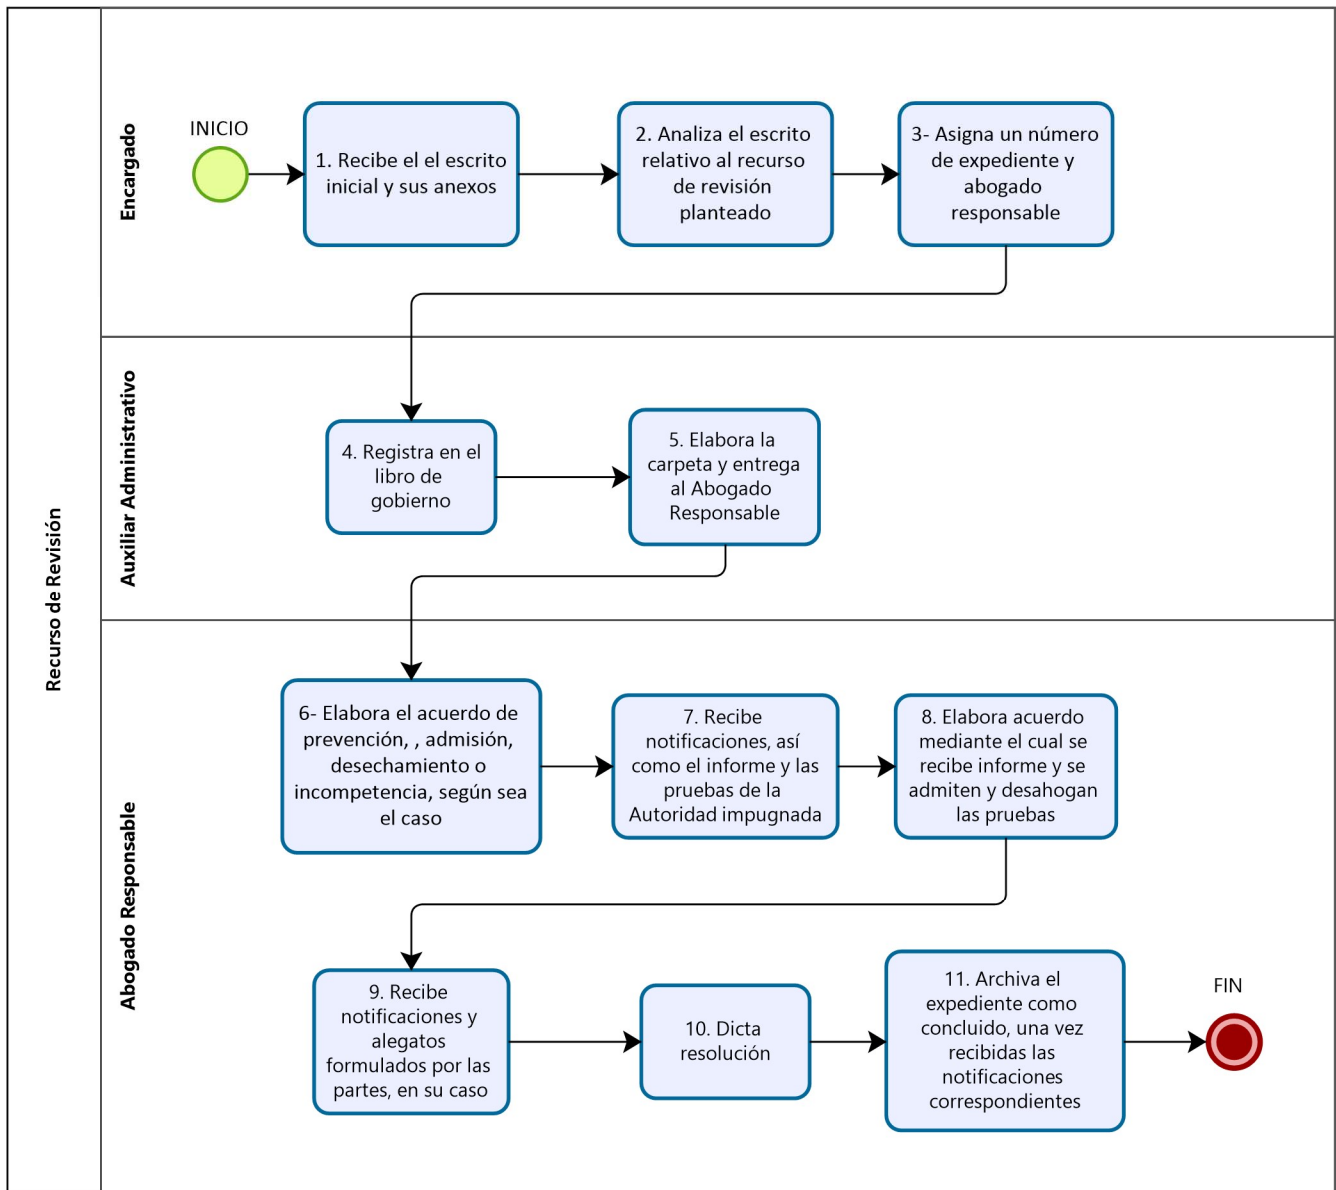 Recurso de Revisión
Encargado
INICIO
1. Recibe el el escrito
inicial y sus anexos
2. Analiza el escrito
relativo al recurso
de revisión
planteado
3- Asigna un número
de expediente y
abogado
responsable
Auxiliar Administrativo
4. Registra en el
libro de
gobierno
5. Elabora la
carpeta y entrega
al Abogado
Responsable
Abogado Responsable
6- Elabora el acuerdo de
prevención, , admisión,
desechamiento o
incompetencia, según sea
el caso
7. Recibe
notificaciones, así
como el informe y las
pruebas de la
Autoridad impugnada
8. Elabora acuerdo
mediante el cual se
recibe informe y se
admiten y desahogan
las pruebas
9. Recibe
notificaciones y
alegatos
formulados por las
partes, en su caso
10. Dicta
resolución
11. Archiva el
expediente como
concluido, una vez
recibidas las
notificaciones
correspondientes
FIN